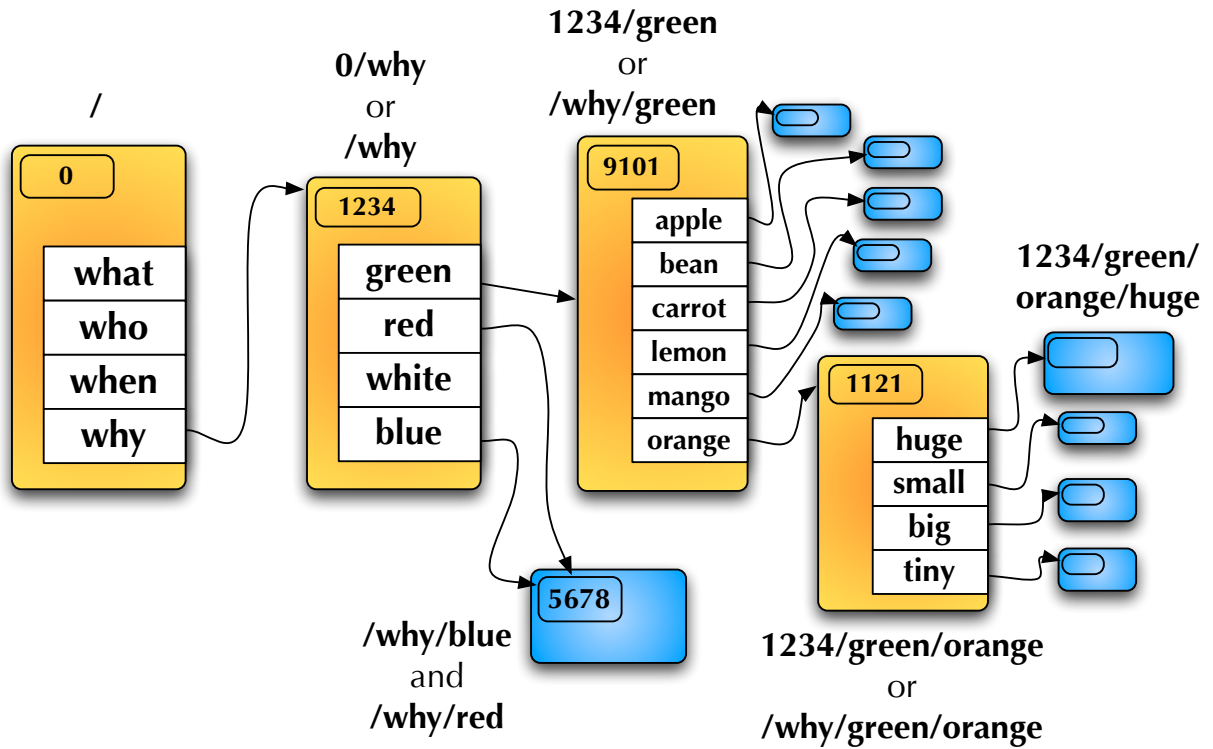 /
0
what
who
when
why
0/why
or
/why
1234
green
red
white
blue
1234/green
or
/why/green
9101
apple
bean
carrot
lemon
mango
orange
1234/green/
orange/huge
1121
huge
small
big
tiny
1234/green/orange
or
/why/green/orange
5678
/why/blue
and
/why/red